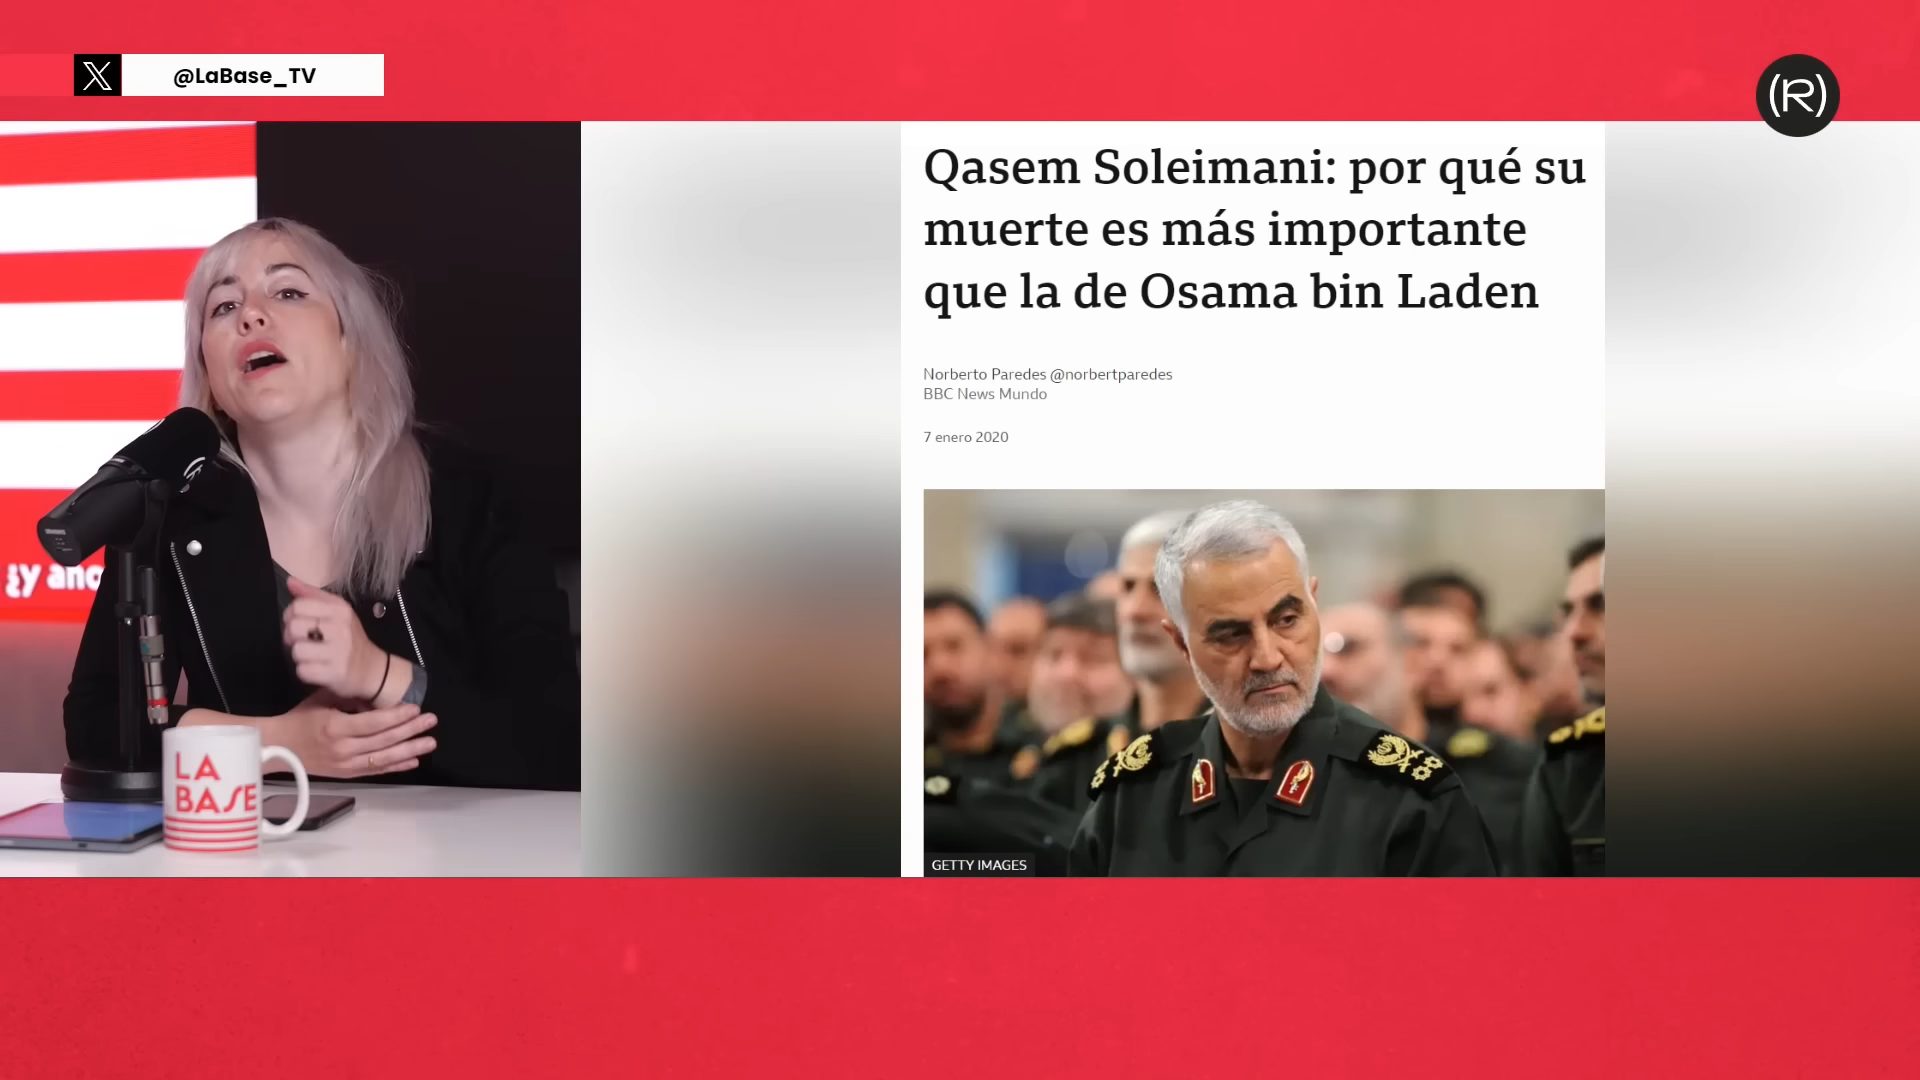 @LaBase_TV
(R)
Qasem Soleimani: por qué su
muerte es más importante
que la de Osama bin Laden
Norberto Paredes @norbertparedes
BBC News Mundo
7 enero 2020
GETTY IMAGES
LA
BASE